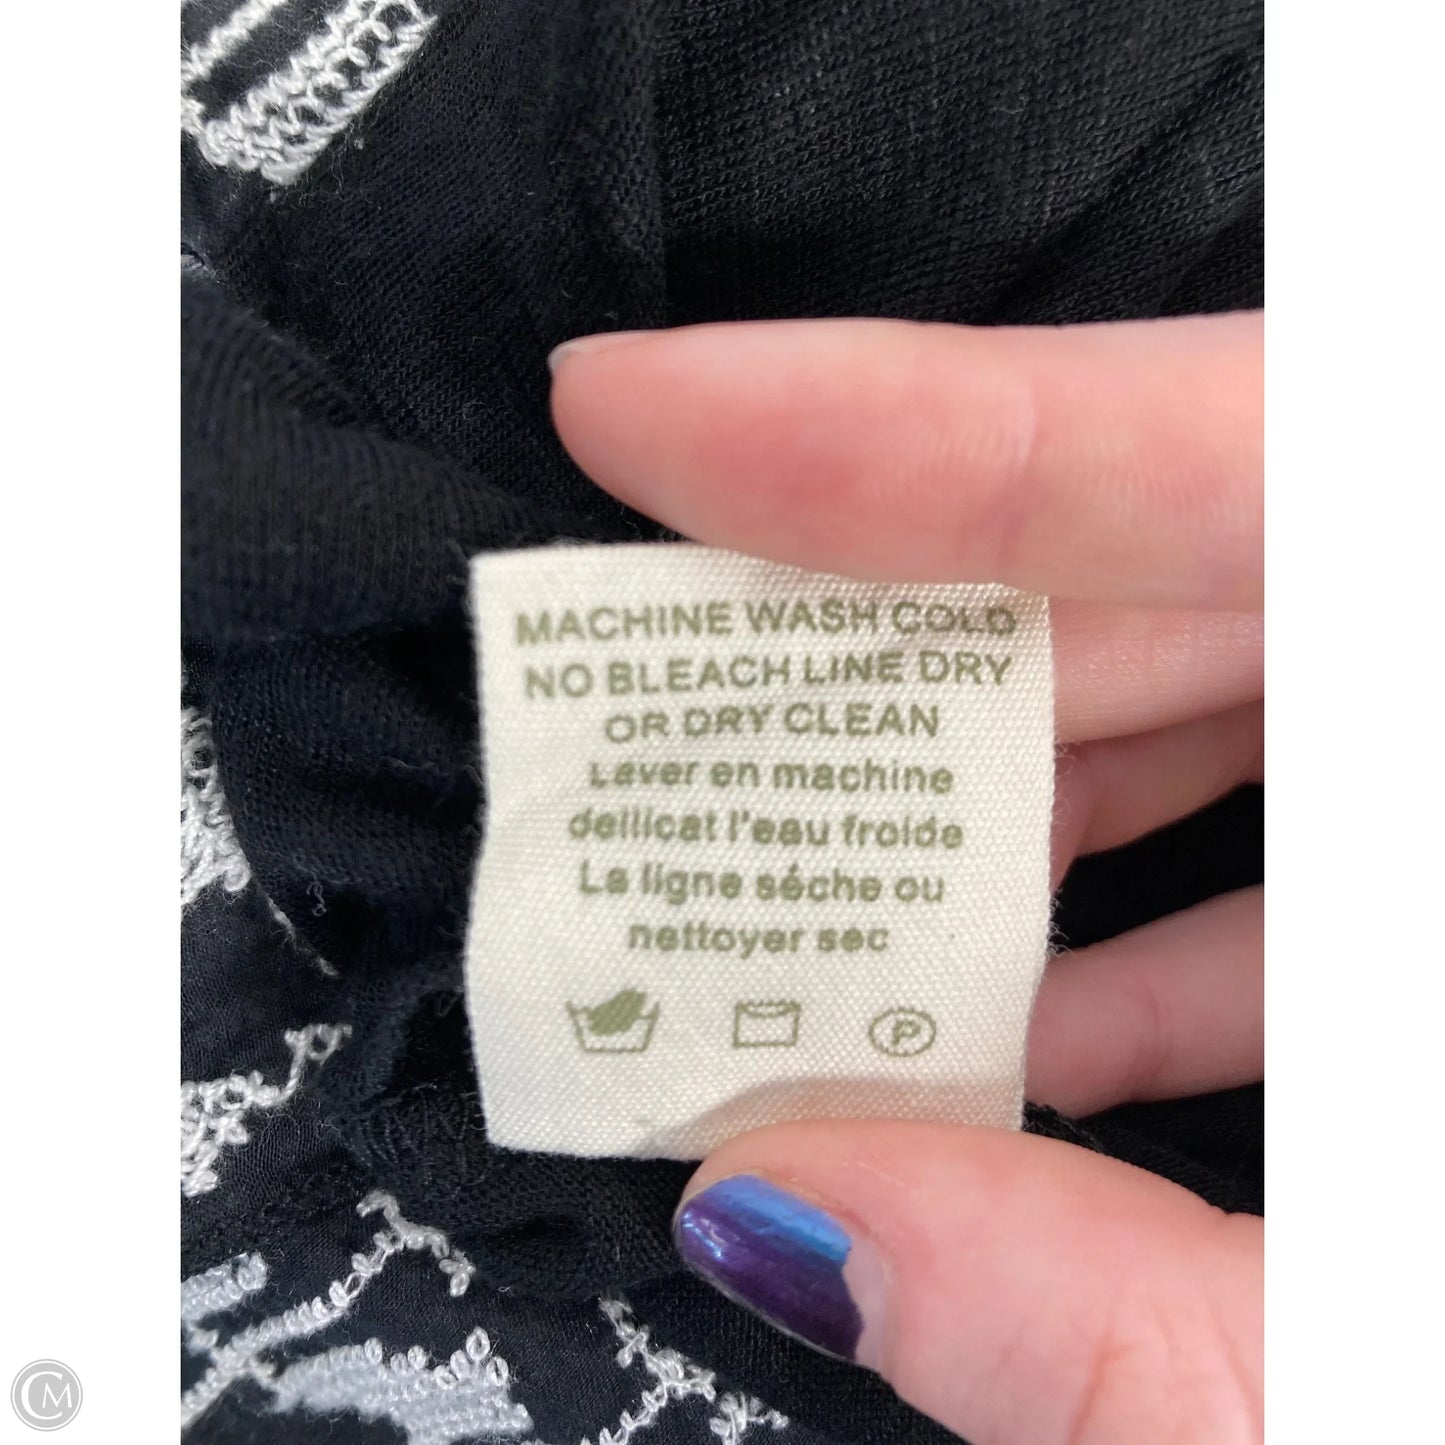 MACHINE WASH COLD
NO BLEACH LINE DRY
OR DRY CLEAN
Laver en machine
dellicat l'eau froide
La ligne séche ou
nettoyer sec
P
CM